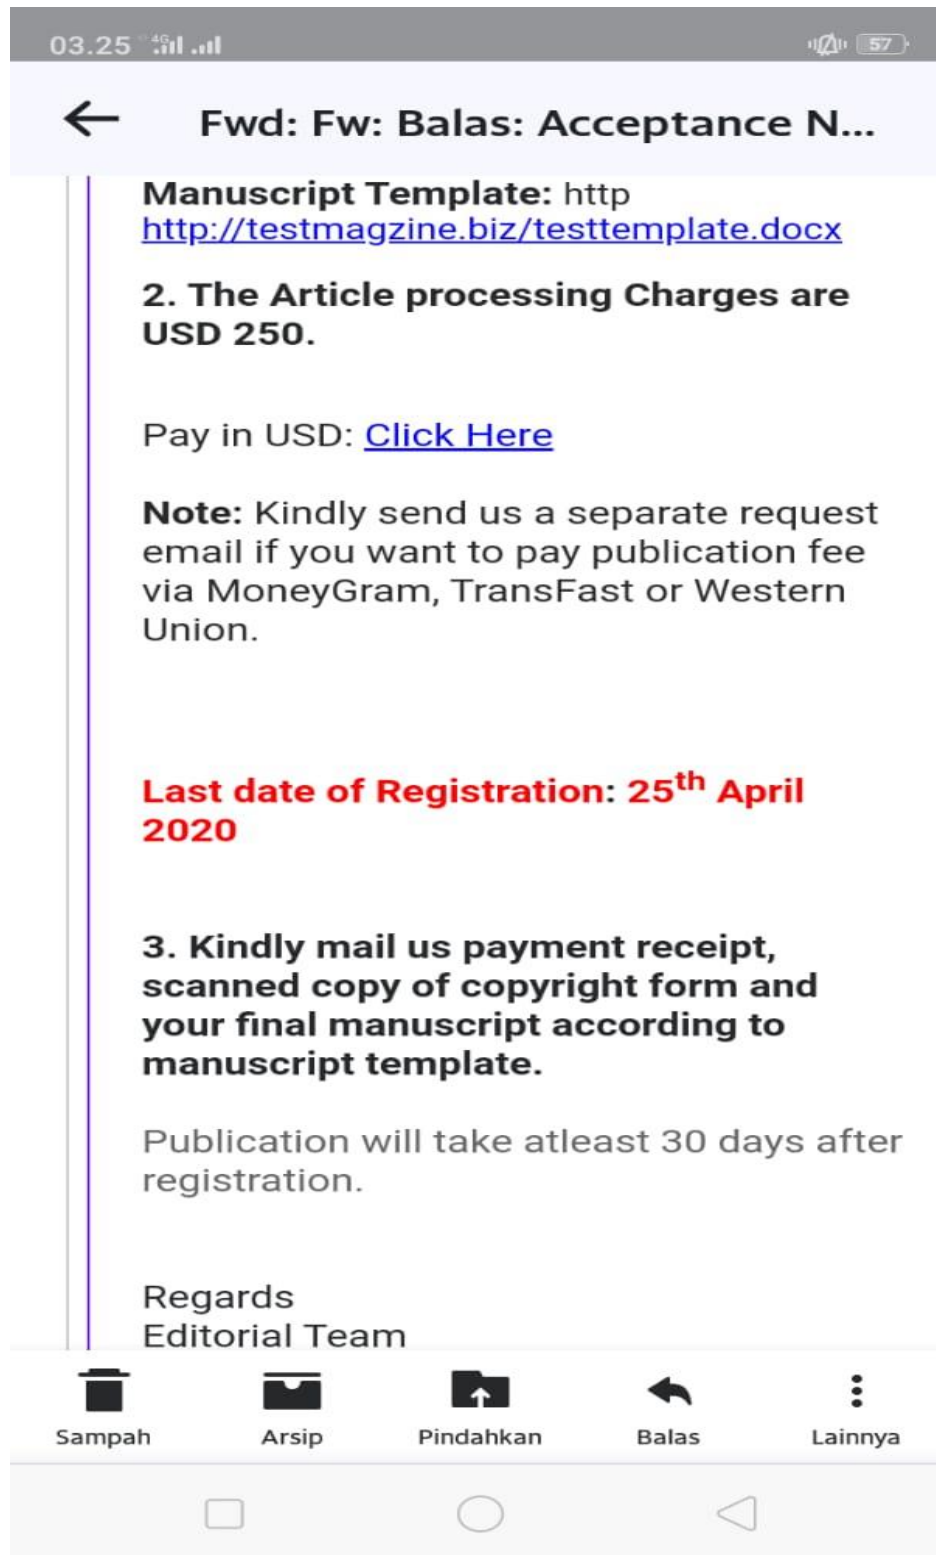 03.25 4G 57
Fwd: Fw: Balas: Acceptance N...
Manuscript Template: http
http://testmagzine.biz/testtemplate.docx
2. The Article processing Charges are
USD 250.
Pay in USD: Click Here
Note: Kindly send us a separate request
email if you want to pay publication fee
via MoneyGram, TransFast or Western
Union.
Last date of Registration: 25th April
2020
3. Kindly mail us payment receipt,
scanned copy of copyright form and
your final manuscript according to
manuscript template.
Publication will take atleast 30 days after
registration.
Regards
Editorial Team
Sampah Arsip Pindahkan Balas Lainnya